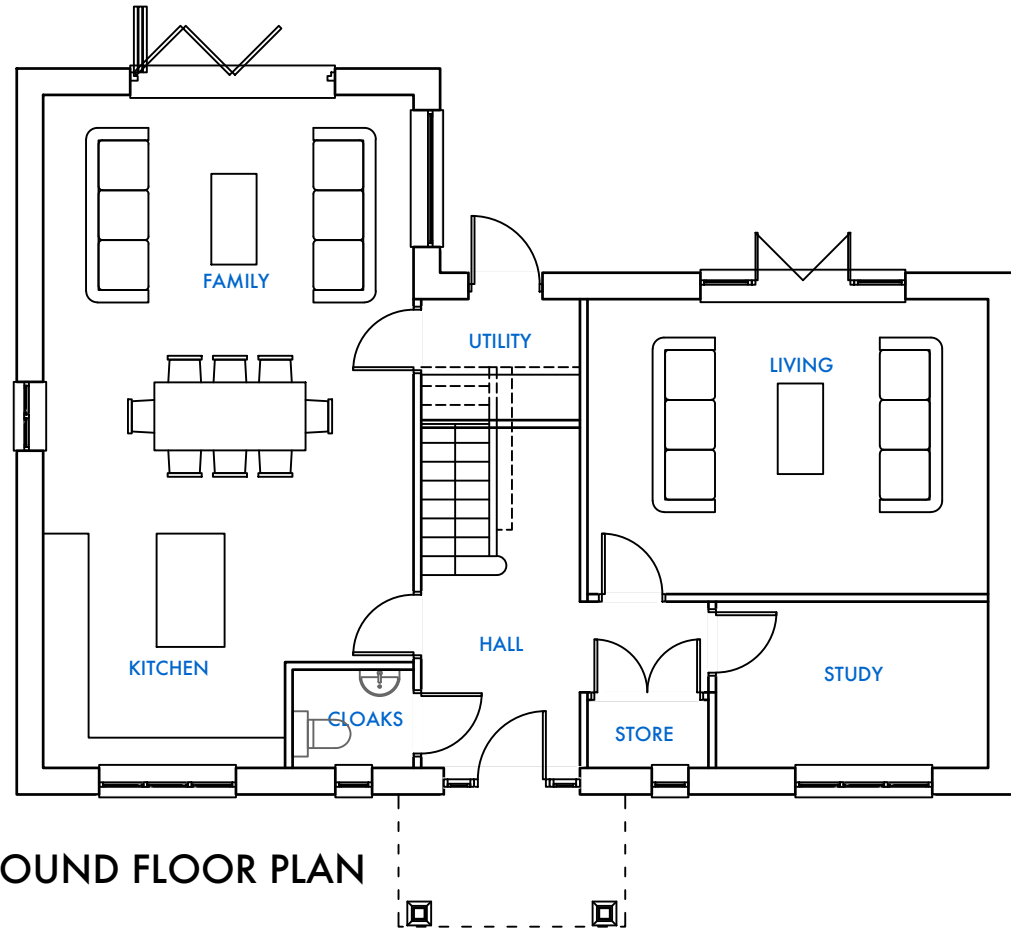 FAMILY
UTILITY
LIVING
HALL
KITCHEN
STUDY
CLOAKS
STORE
OUND FLOOR PLAN